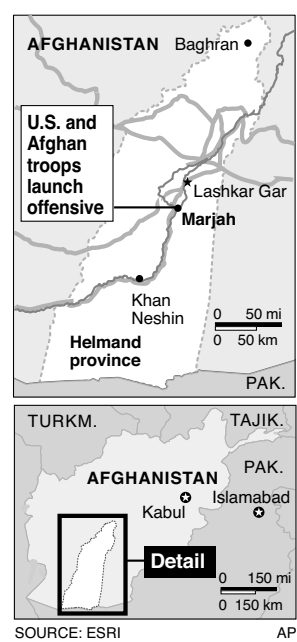 AFGHANISTAN
Baghran
U.S. and
Afghan
troops
launch
offensive
Lashkar Gar
Marjah
Khan
Neshin
Helmand
province
0 50 mi
0 50 km
PAK.
TURKM.
TAJIK.
PAK.
AFGHANISTAN
Islamabad
Kabul
Detail
0 150 mi
0 150 km
SOURCE: ESRI AP